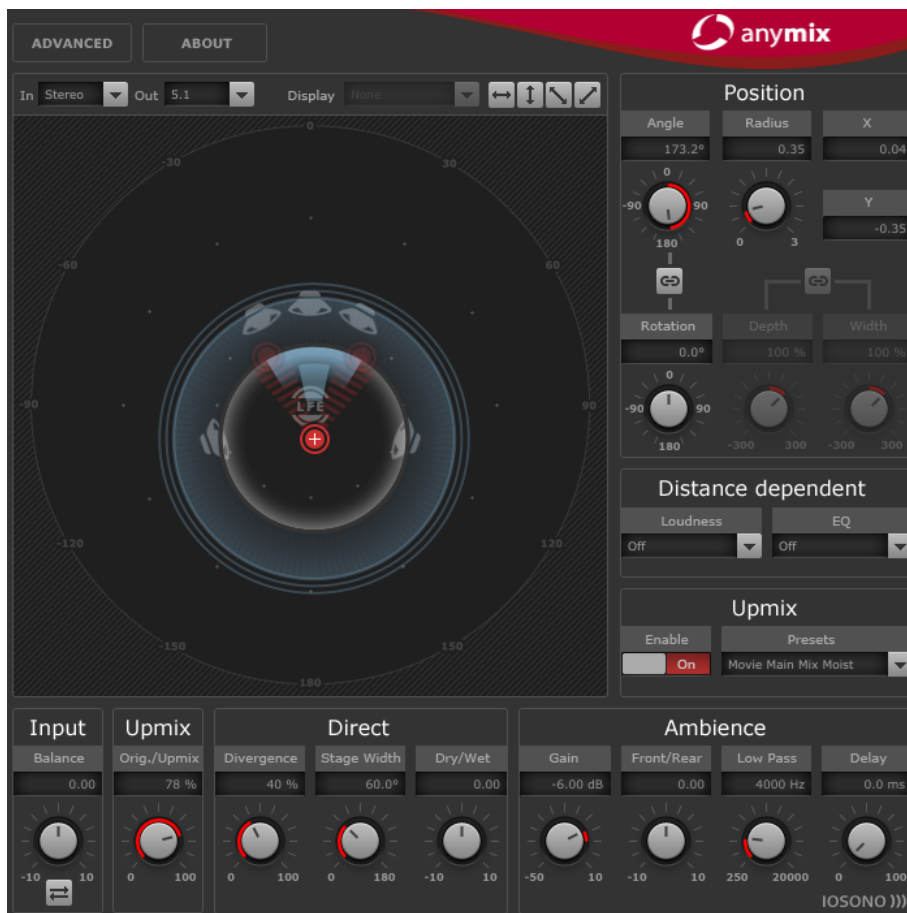 ADVANCED ABOUT anymix
In Stereo Out 5.1 Display None
Position
Angle Radius X
173.2° 0.35 0.04
0
-90 90
180 0 3
Y
-0.35
Rotation Depth Width
0.0° 100 % 100 %
0
-90 90
180 -300 300 -300 300
0
-30 30
-60 60
-90 90
-120 120
-150 150
180
LFE
Distance dependent
Loudness EQ
Off Off
Upmix
Enable Presets
On Movie Main Mix Moist
Input Upmix Direct Ambience
Balance Orig./Upmix Divergence Stage Width Dry/Wet Gain Front/Rear Low Pass Delay
0.00 78 % 40 % 60.0° 0.00 -6.00 dB 0.00 4000 Hz 0.0 ms
-10 10 0 100 0 100 0 180 -10 10 -50 10 -10 10 250 20000 0 100
IOSONO